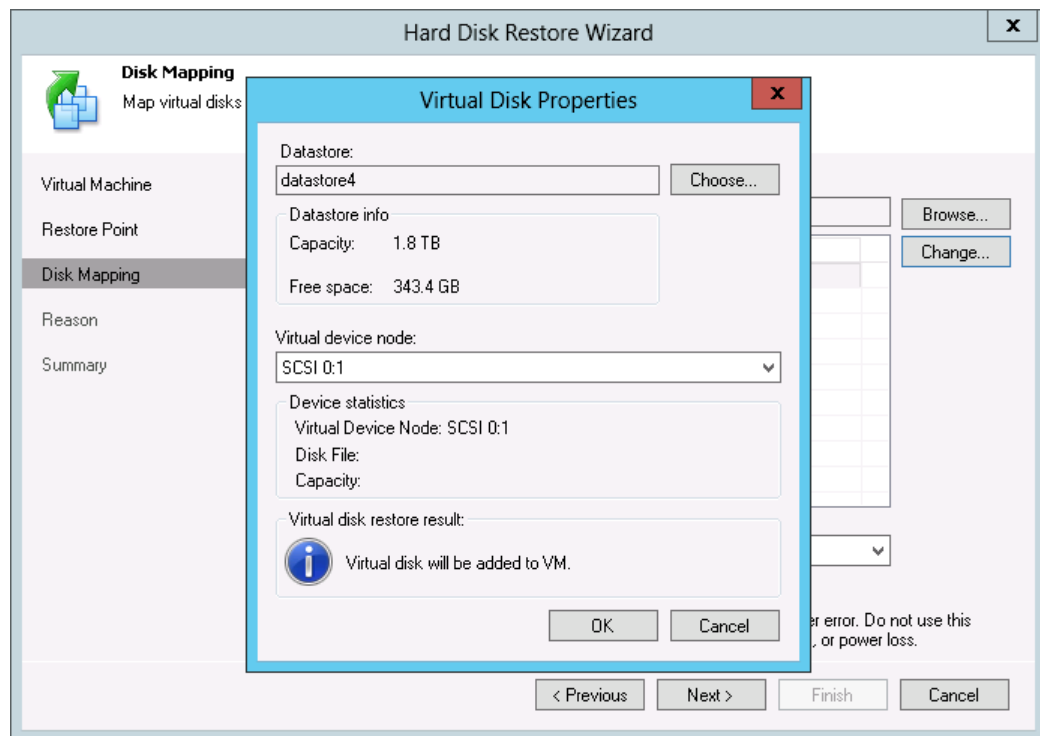 Hard Disk Restore Wizard
x
Disk Mapping
Map virtual disks
Virtual Machine
Restore Point
Disk Mapping
Reason
Summary
Virtual Disk Properties
x
Datastore:
datastore4
Choose...
Datastore info
Capacity: 1.8 TB
Free space: 343.4 GB
Virtual device node:
SCSI 0:1
Device statistics
Virtual Device Node: SCSI 0:1
Disk File:
Capacity:
Virtual disk restore result:
i
Virtual disk will be added to VM.
OK
Cancel
Browse...
Change...
error. Do not use this
, or power loss.
< Previous
Next >
Finish
Cancel